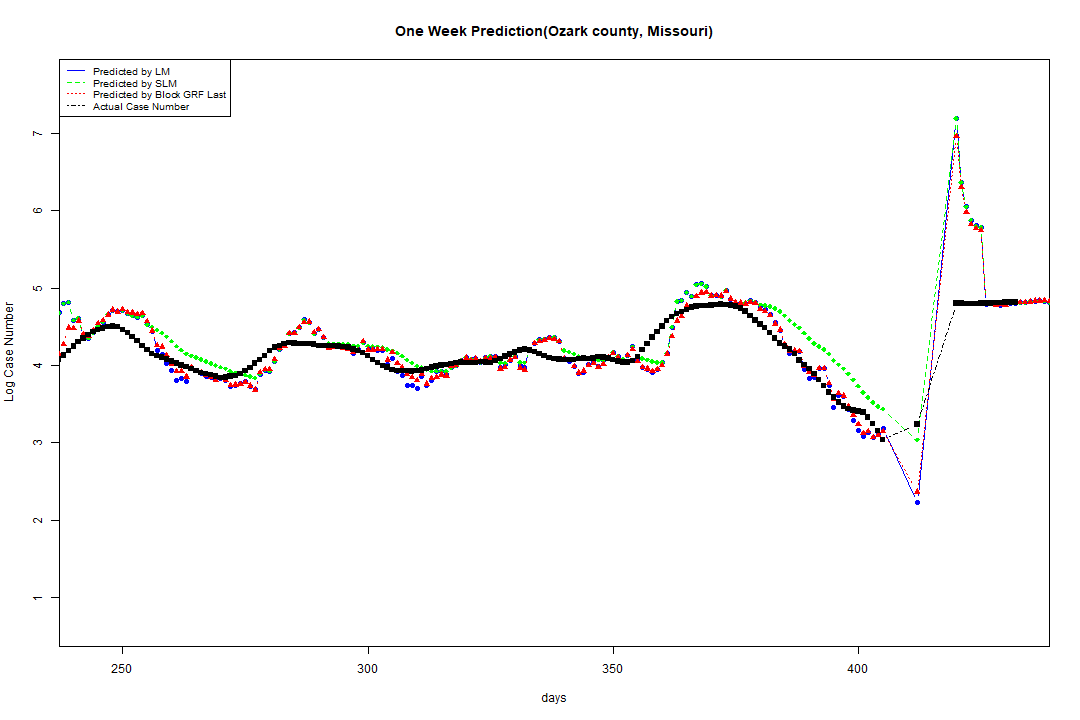 One Week Prediction(Ozark county, Missouri)
Predicted by LM
Predicted by SLM
Predicted by Block GRF Last
Actual Case Number
7
6
5
4
3
2
1
Log Case Number
250
300
350
400
days